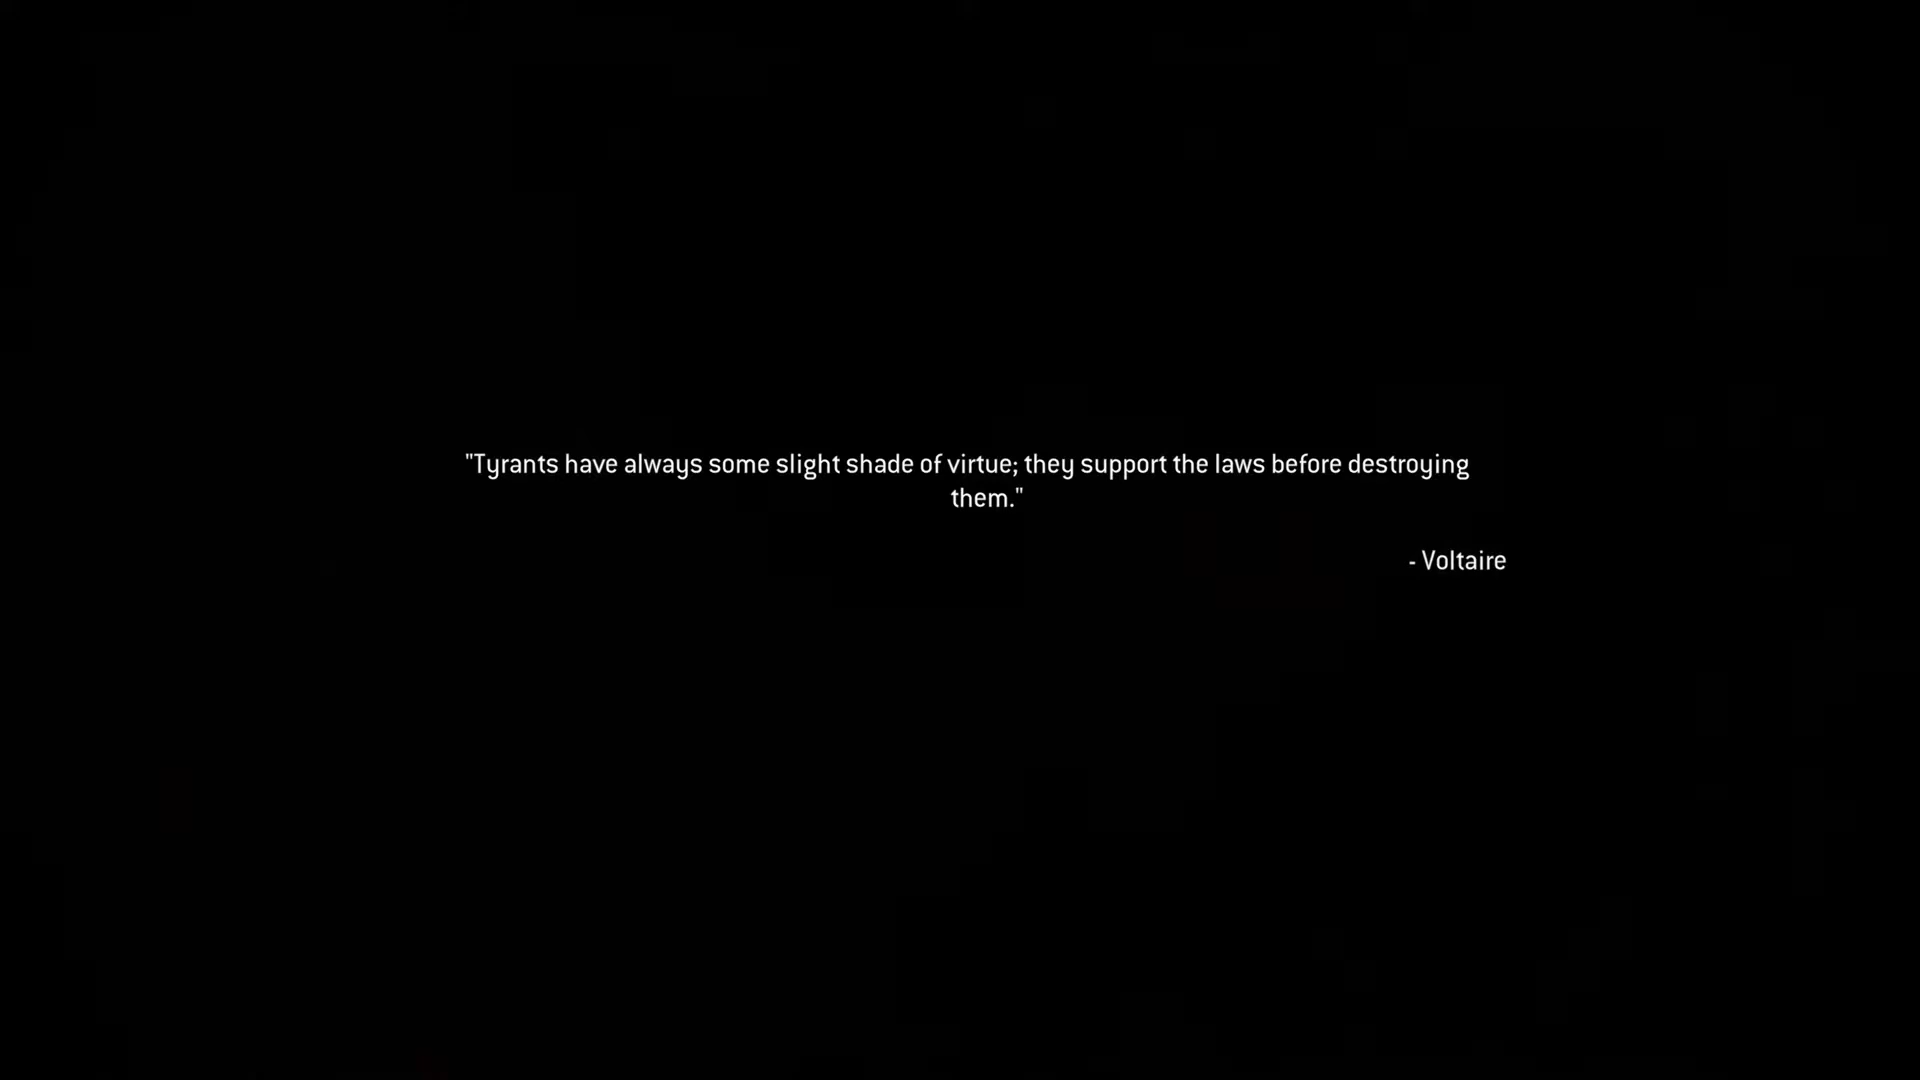 "Tyrants have always some slight shade of virtue; they support the laws before destroying
them."
- Voltaire